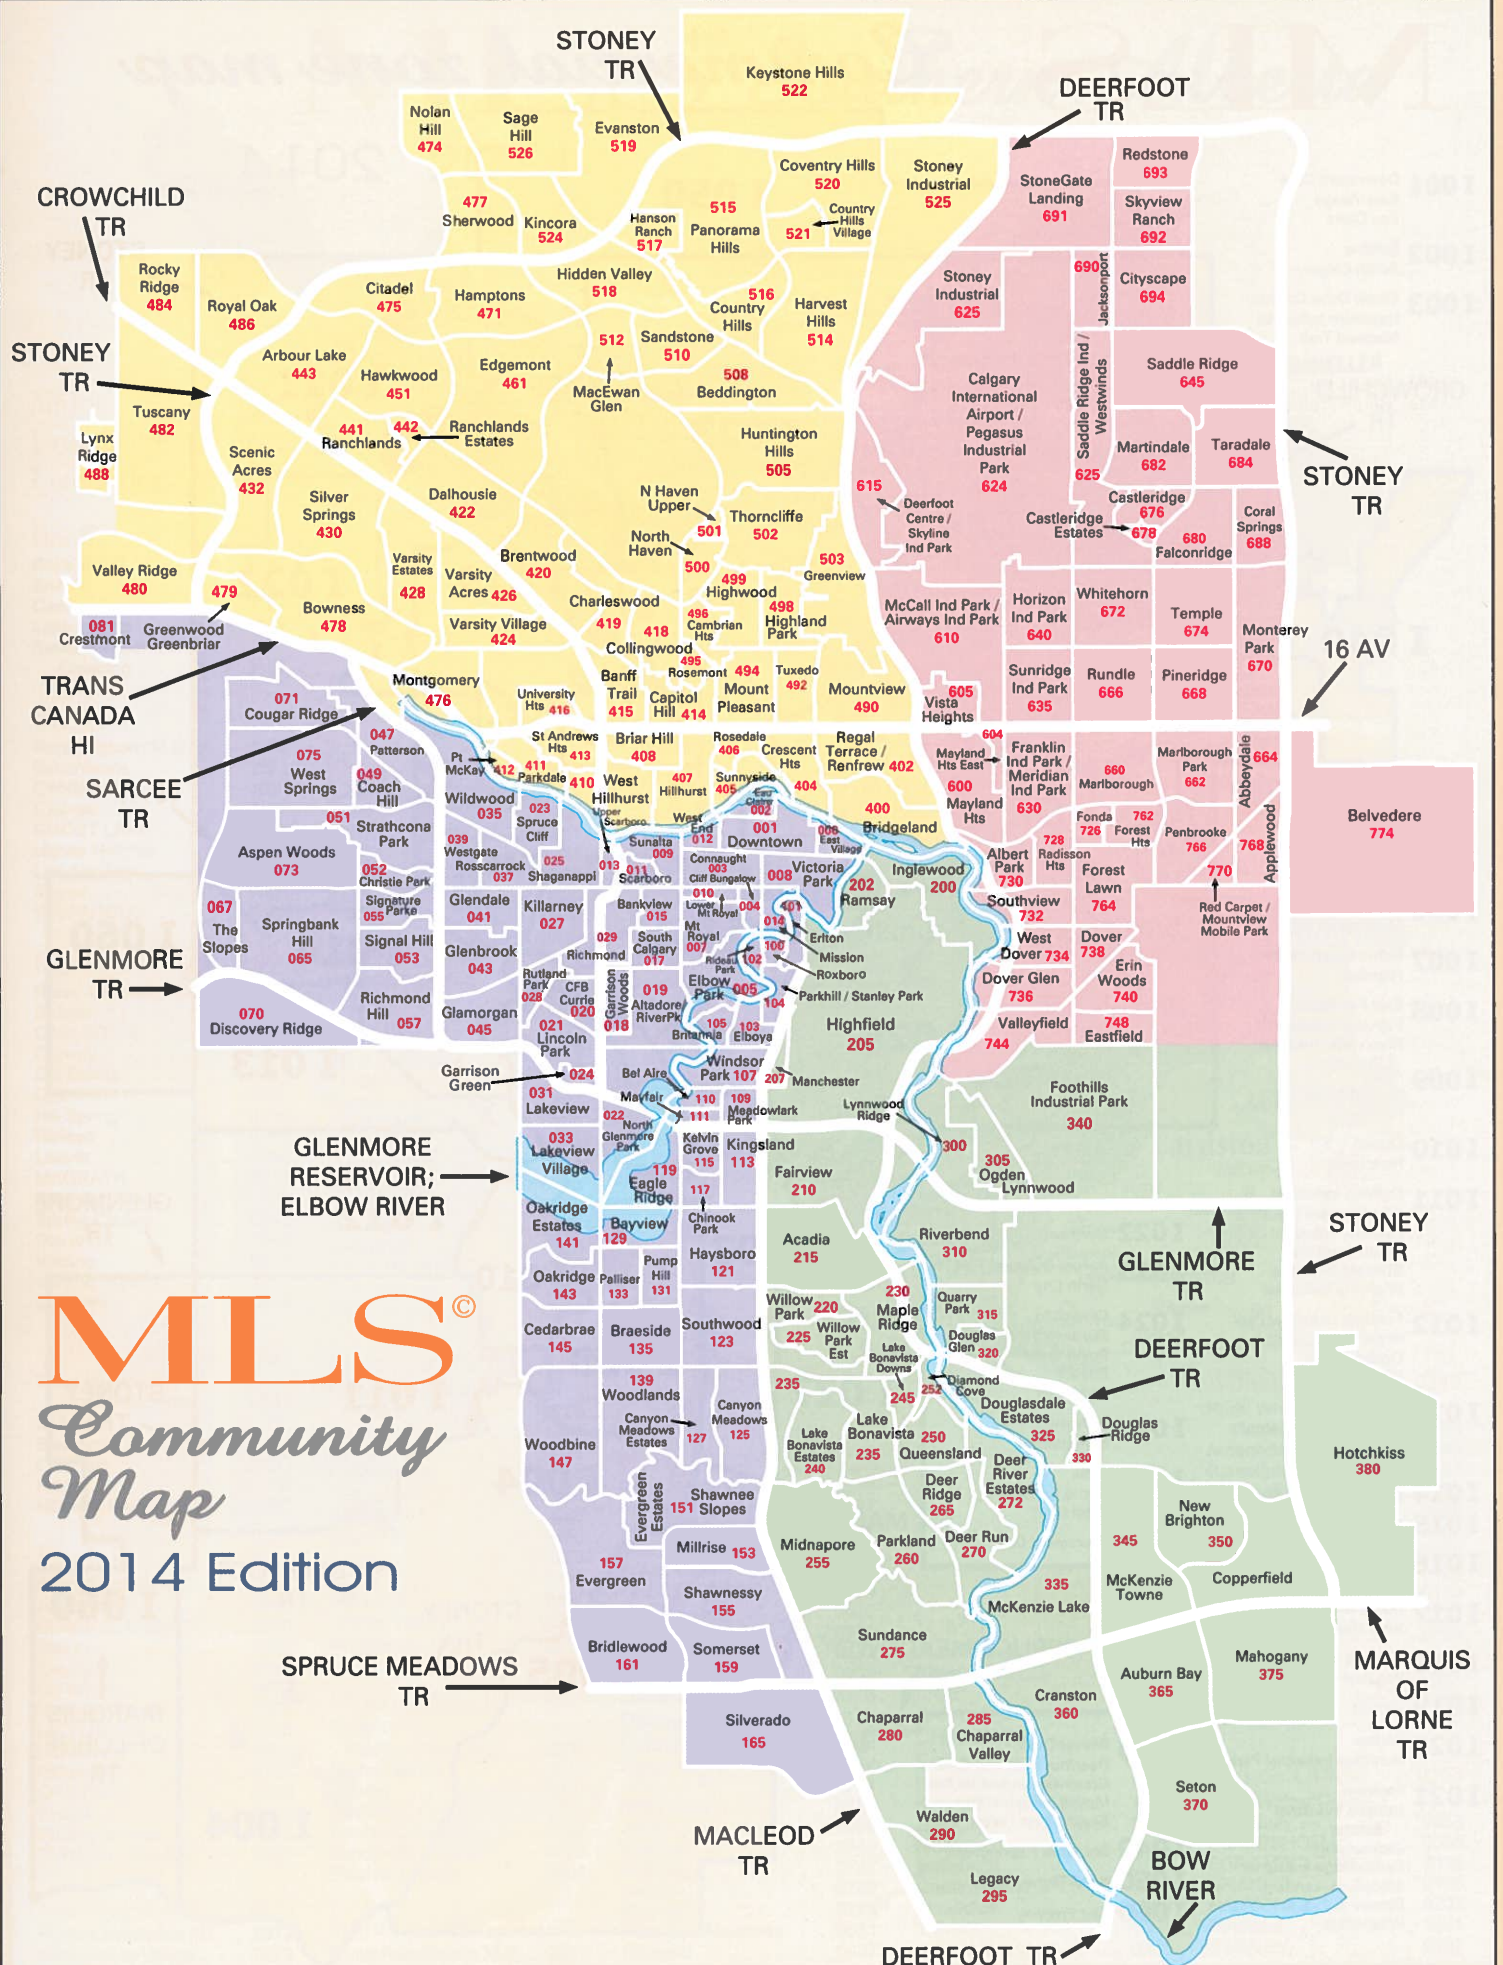 STONEY
TR
Keystone Hills
522
DEERFOOT
TR
Nolan
Hill
474
Sage
Hill
526
Evanston
519
Coventry Hills
520
Stoney
Industrial
525
StoneGate
Landing
691
Redstone
693
Skyview
Ranch
692
CROWCHILD
TR
477
Sherwood
Kincora
524
Hanson
Ranch
517
515
Panorama
Hills
521
Country
Hills
Village
Rocky
Ridge
484
Royal Oak
486
Citadel
475
Hamptons
471
Hidden Valley
518
516
Country
Hills
Harvest
Hills
514
Stoney
Industrial
625
690
Jacksonport
Cityscape
694
STONEY
TR
Arbour Lake
443
Hawkwood
451
Edgemont
461
512
MacEwan
Glen
Sandstone
510
508
Beddington
Calgary
International
Airport /
Pegasus
Industrial
Park
624
Saddle Ridge Ind /
Westwinds
625
Saddle Ridge
645
Tuscany
482
Lynx
Ridge
488
441
Ranchlands
442
Ranchlands
Estates
Scenic
Acres
432
Huntington
Hills
505
Martindale
682
Taradale
684
STONEY
TR
Silver
Springs
430
Dalhousie
422
N Haven
Upper
501
Thorncliffe
502
615
Deerfoot
Centre /
Skyline
Ind Park
Castleridge
676
Castleridge
Estates
678
680
Falconridge
Coral
Springs
688
Valley Ridge
480
479
Greenwood
Greenbriar
Bowness
478
Varsity
Estates
428
Varsity
Acres 426
Brentwood
420
North
Haven
500
499
Highwood
503
Greenview
081
Crestmont
Varsity Village
424
Charleswood
419
418
Collingwood
496
Cambrian
Hts
498
Highland
Park
McCall Ind Park /
Airways Ind Park
610
Horizon
Ind Park
640
Whitehorn
672
Temple
674
Monterey
Park
670
16 AV
TRANS
CANADA
HI
Montgomery
476
071
Cougar Ridge
University
Hts 416
Banff
Trail
415
495
Rosemont
Capitol
Hill 414
494
Mount
Pleasant
Tuxedo
492
Mountview
490
605
Vista
Heights
Sunridge
Ind Park
635
Rundle
666
Pineridge
668
SARCEE
TR
047
Patterson
075
West
Springs
049
Coach
Hill
Pt
McKay
412
St Andrews
Hts
413
411
Parkdale
410
Briar Hill
408
West
Hillhurst
Rosedale
406
407
Hillhurst
Crescent
Hts
404
Sunnyside
405
Regal
Terrace /
Renfrew 402
604
Mayland
Hts East
600
Mayland
Hts
Franklin
Ind Park /
Meridian
Ind Park
630
660
Marlborough
Marlborough
Park
662
Abbeydale
664
Belvedere
774
051
Strathcona
Park
Wildwood
035
023
Spruce
Cliff
Upper
Scarboro
Eau
Claire
002
West
End
012
001
Downtown
006
East
Village
400
Bridgeland
Fonda
726
762
Forest
Hts
Penbrooke
766
768
Applewood
Aspen Woods
073
052
Christie Park
039
Westgate
Rosscarrock
037
025
Shaganappi
013
Sunalta
009
011
Scarboro
Connaught
003
Cliff Bungalow
008
Victoria
Park
202
Ramsay
Inglewood
200
Albert
Park
730
728
Radisson
Hts
Forest
Lawn
764
770
Red Carpet /
Mountview
Mobile Park
067
The
Slopes
Signature
Parke
055
Springbank
Hill
065
Signal Hill
053
Glendale
041
Killarney
027
Bankview
015
010
Lower
Mt Royal
004
101
014
Erlton
Mission
Roxboro
Southview
732
West
Dover 734
Dover
738
GLENMORE
TR
Glenbrook
043
029
Richmond
South
Calgary
017
Mt
Royal
007
Rideau
Park
102
100
Parkhill / Stanley Park
104
Dover Glen
736
Erin
Woods
740
070
Discovery Ridge
Richmond
Hill
057
Glamorgan
045
Rutland
Park
028
CFB
Currie
020
Garrison
Woods
018
019
Altadore
RiverPk
Elbow
Park
005
105
Britannia
103
Elboya
Highfield
205
Valleyfield
744
748
Eastfield
021
Lincoln
Park
Garrison
Green
024
Bel Aire
Windsor
Park 107
207
Manchester
Foothills
Industrial Park
340
031
Lakeview
Mayfair
110
111
109
Meadowlark
Park
Lynnwood
Ridge
300
022
North
Glenmore
Park
GLENMORE
RESERVOIR;
ELBOW RIVER
033
Lakeview
Village
119
Eagle
Ridge
Kelvin
Grove
115
Kingsland
113
117
Chinook
Park
Fairview
210
305
Ogden
Lynnwood
Oakridge
Estates
141
Bayview
129
Haysboro
121
Acadia
215
Riverbend
310
GLENMORE
TR
STONEY
TR
Oakridge
143
Palliser
133
Pump
Hill
131
Willow
Park 220
225
Willow
Park
Est
230
Maple
Ridge
Quarry
Park
315
MLS©
Community
Map
2014 Edition
Cedarbrae
145
Braeside
135
Southwood
123
Lake
Bonavista
Downs
245
Douglas
Glen 320
DEERFOOT
TR
139
Woodlands
Canyon
Meadows
Estates
127
Canyon
Meadows
125
235
252
Diamond
Cove
Douglasdale
Estates
325
Douglas
Ridge
330
Woodbine
147
Lake
Bonavista
Estates
240
Lake
Bonavista
235
250
Queensland
Deer
River
Estates
272
Hotchkiss
380
Evergreen
Estates
151
Shawnee
Slopes
Deer
Ridge
265
New
Brighton
350
Millrise 153
Midnapore
255
Parkland
260
Deer Run
270
345
McKenzie
Towne
Copperfield
157
Evergreen
Shawnessy
155
335
McKenzie Lake
Bridlewood
161
Somerset
159
Sundance
275
SPRUCE MEADOWS
TR
Auburn Bay
365
Mahogany
375
MARQUIS
OF
LORNE
TR
Silverado
165
Chaparral
280
285
Chaparral
Valley
Cranston
360
Seton
370
MACLEOD
TR
Walden
290
Legacy
295
BOW
RIVER
DEERFOOT TR